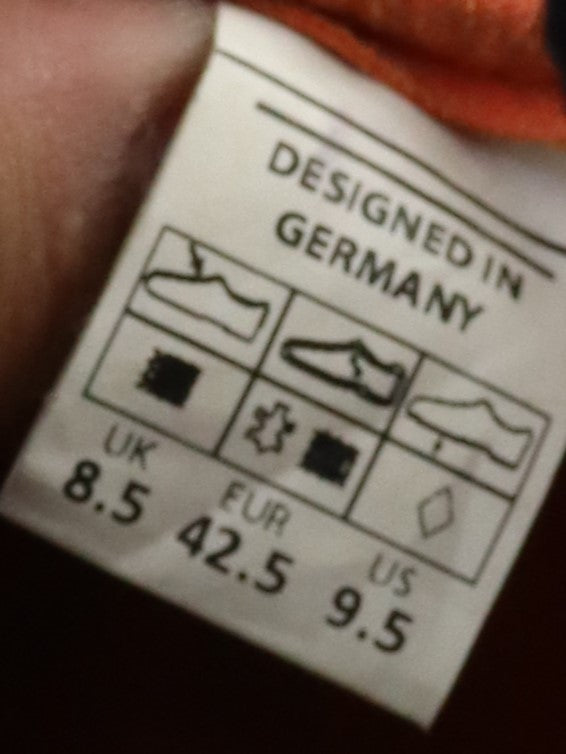 DESIGNED IN
GERMANY
UK EUR US
8.5 42.5 9.5